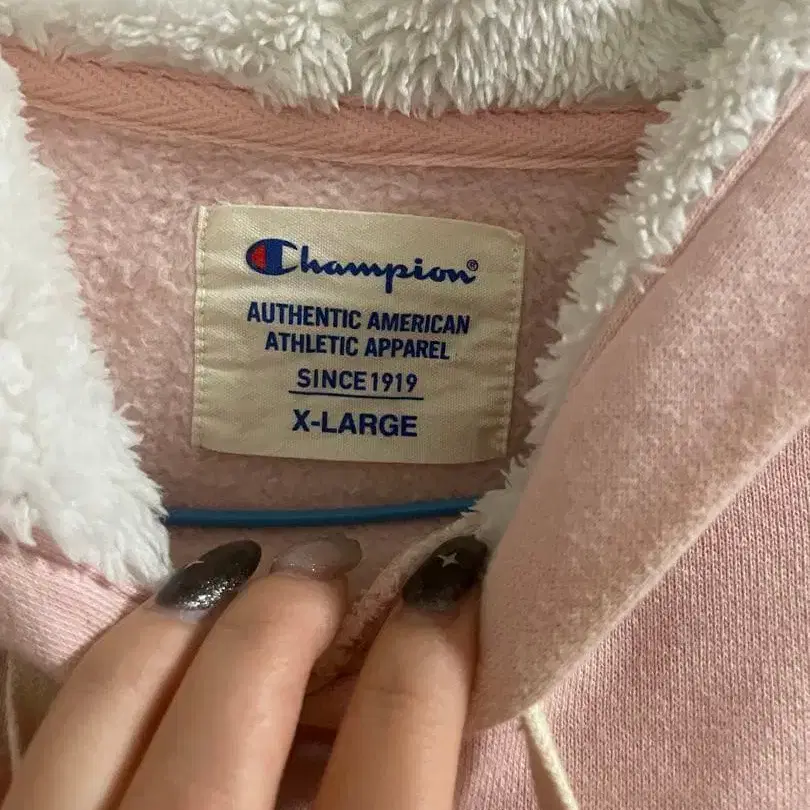 Champion®
AUTHENTIC AMERICAN
ATHLETIC APPAREL
SINCE 1919
X-LARGE